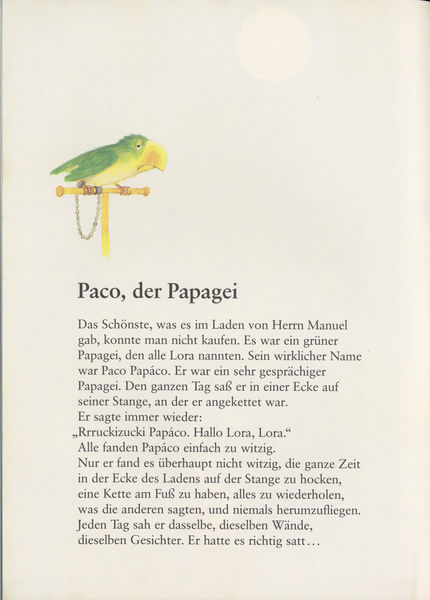 Paco, der Papagei
Das Schönste, was es im Laden von Herrn Manuel
gab, konnte man nicht kaufen. Es war ein grüner
Papagei, den alle Lora nannten. Sein wirklicher Name
war Paco Papáco. Er war ein sehr gesprächiger
Papagei. Den ganzen Tag saß er in einer Ecke auf
seiner Stange, an der er angekettet war.
Er sagte immer wieder:
„Rrruckizucki Papáco. Hallo Lora, Lora.“
Alle fanden Papáco einfach zu witzig.
Nur er fand es überhaupt nicht witzig, die ganze Zeit
in der Ecke des Ladens auf der Stange zu hocken,
eine Kette am Fuß zu haben, alles zu wiederholen,
was die anderen sagten, und niemals herumzufliegen.
Jeden Tag sah er dasselbe, dieselben Wände,
dieselben Gesichter. Er hatte es richtig satt…